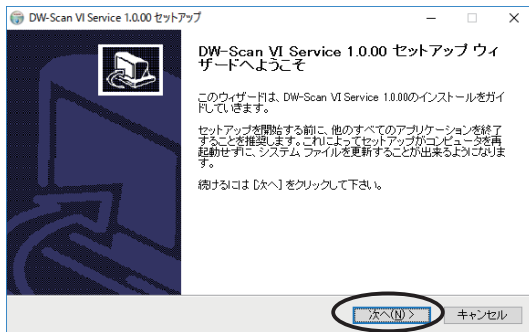 DW-Scan VI Service 1.0.00 セットアップ
DW-Scan VI Service 1.0.00 セットアップ ウィ
ザードへようこそ
このウィザードは、DW-Scan VI Service 1.0.00のインストールをガイ
ドしていきます。
セットアップを開始する前に、他のすべてのアプリケーションを終了
することを推奨します。これによってセットアップがコンピュータを再
起動せずに、システム ファイルを更新することが出来るようになりま
す。
続けるには [次へ] をクリックして下さい。
次へ(N) >
キャンセル